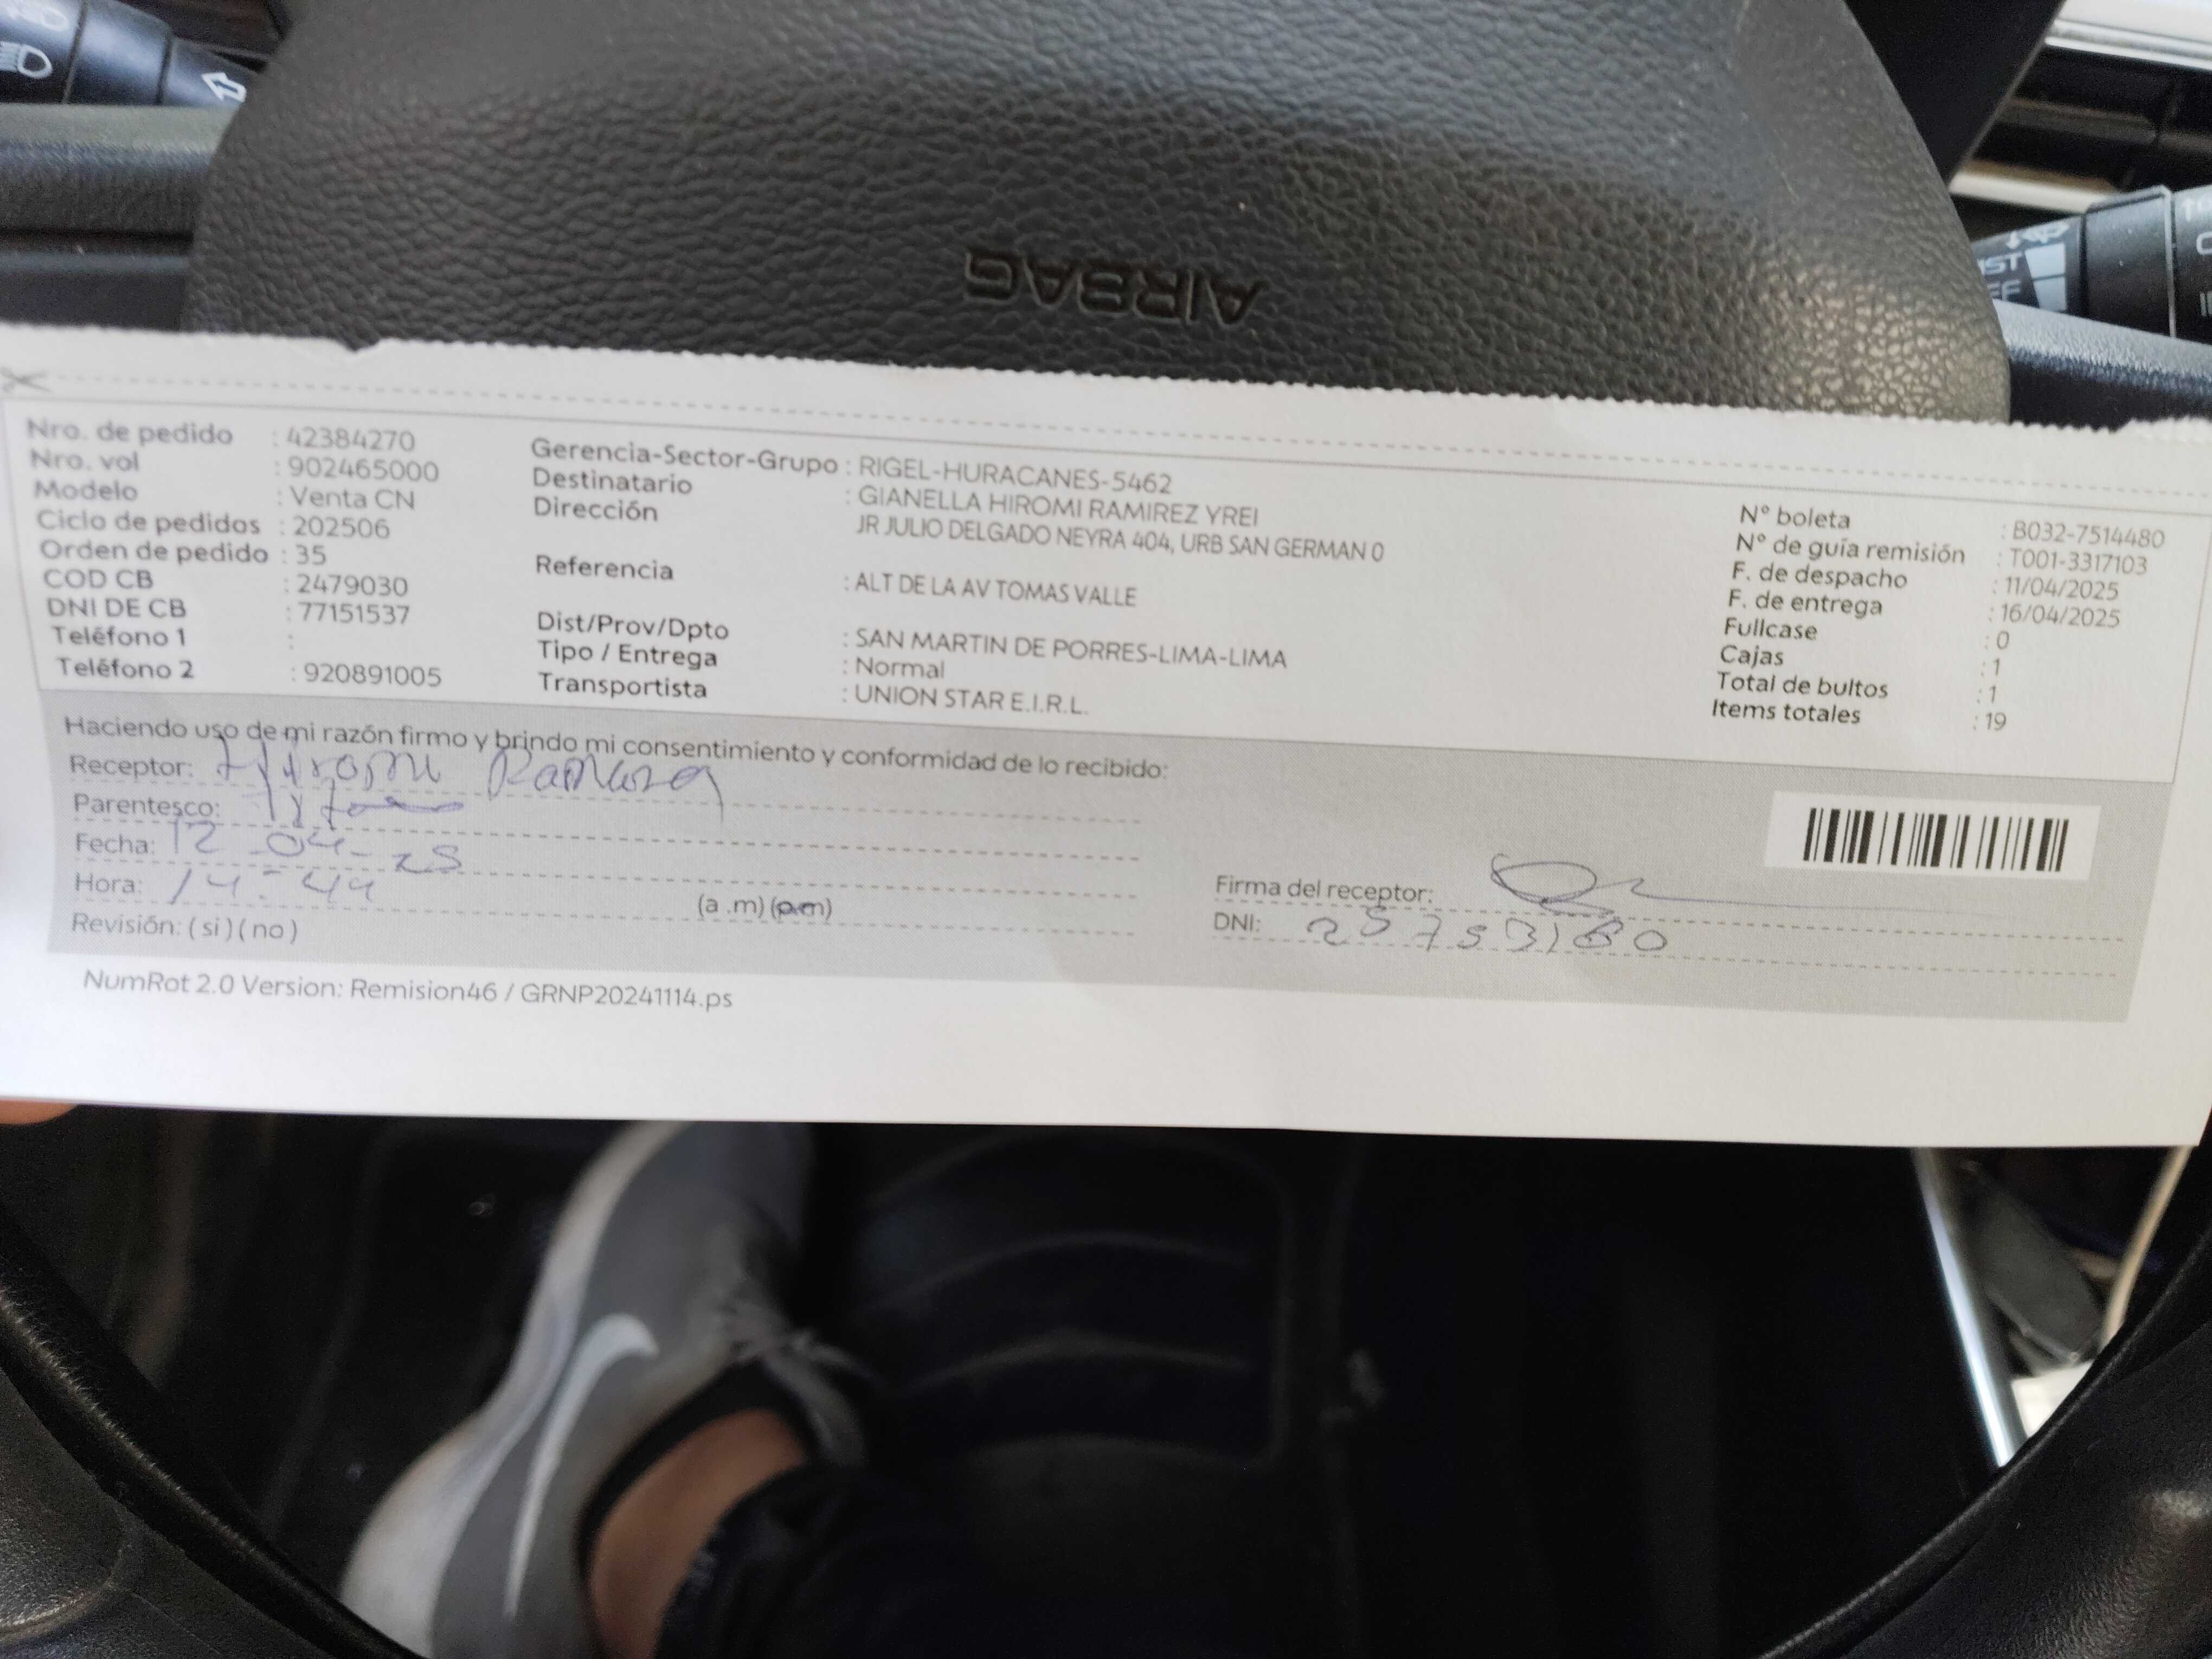 AIRBAG
Nro. de pedido : 42384270
Nro. vol : 902465000
Modelo : Venta CN
Ciclo de pedidos : 202506
Orden de pedido : 35
COD CB : 2479030
DNI DE CB : 77151537
Teléfono 1 :
Teléfono 2 : 920891005
Gerencia-Sector-Grupo : RIGEL-HURACANES-5462
Destinatario : GIANELLA HIROMI RAMIREZ YREI
Dirección JR JULIO DELGADO NEYRA 404, URB SAN GERMAN 0
Referencia : ALT DE LA AV TOMAS VALLE
Dist/Prov/Dpto : SAN MARTIN DE PORRES-LIMA-LIMA
Tipo / Entrega : Normal
Transportista : UNION STAR E.I.R.L.
N° boleta : B032-7514480
N° de guía remisión : T001-3317103
F. de despacho : 11/04/2025
F. de entrega : 16/04/2025
Fullcase : 0
Cajas : 1
Total de bultos : 1
Items totales : 19
Haciendo uso de mi razón firmo y brindo mi consentimiento y conformidad de lo recibido:
Receptor: Hiromi
Parentesco:
Fecha: 12-04-25
Hora: 14:44 (a.m) (p.m)
Revisión: (si) (no)
Firma del receptor:
DNI: 25753180
NumRot 2.0 Version: Remision46 / GRNP20241114.ps